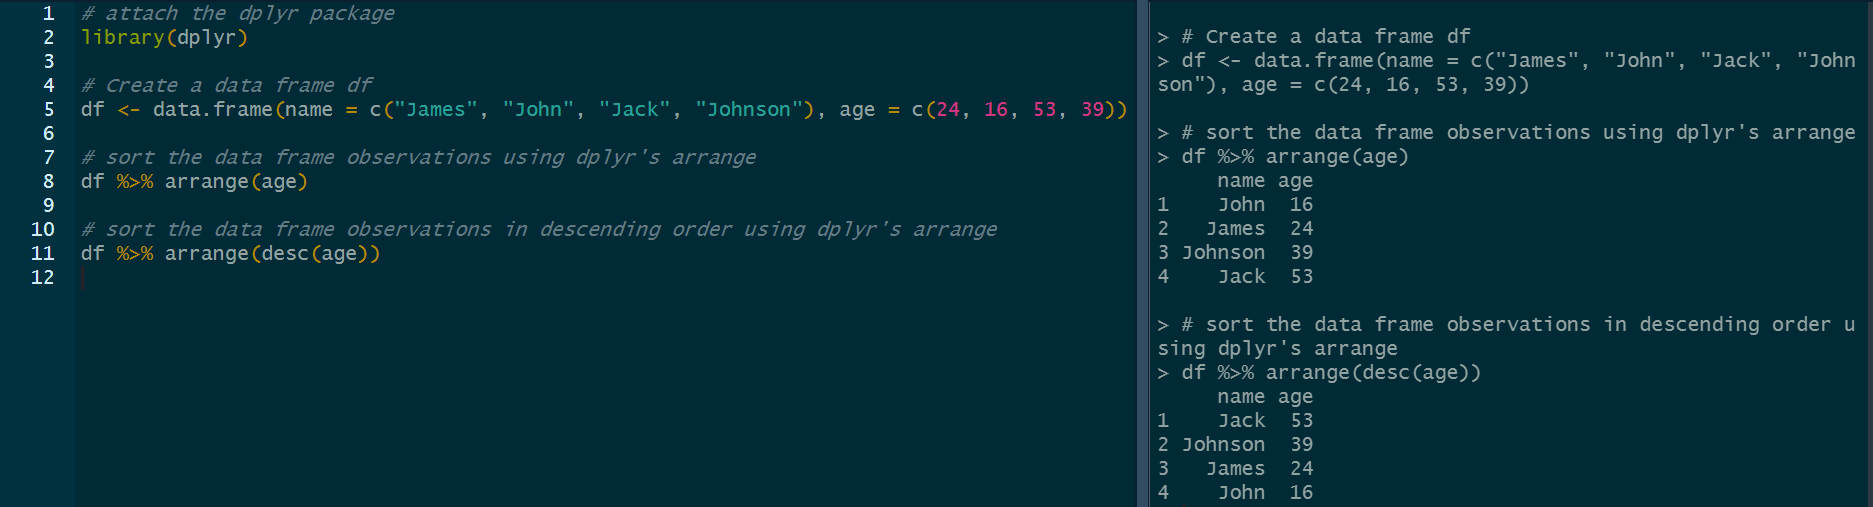 1 # attach the dplyr package
2 library(dplyr)
3
4 # Create a data frame df
5 df <- data.frame(name = c("James", "John", "Jack", "Johnson"), age = c(24, 16, 53, 39))
6
7 # sort the data frame observations using dplyr's arrange
8 df %>% arrange(age)
9
10 # sort the data frame observations in descending order using dplyr's arrange
11 df %>% arrange(desc(age))
12
> # Create a data frame df
> df <- data.frame(name = c("James", "John", "Jack", "John
son"), age = c(24, 16, 53, 39))
> # sort the data frame observations using dplyr's arrange
> df %>% arrange(age)
name age
1 John 16
2 James 24
3 Johnson 39
4 Jack 53
> # sort the data frame observations in descending order u
sing dplyr's arrange
> df %>% arrange(desc(age))
name age
1 Jack 53
2 Johnson 39
3 James 24
4 John 16